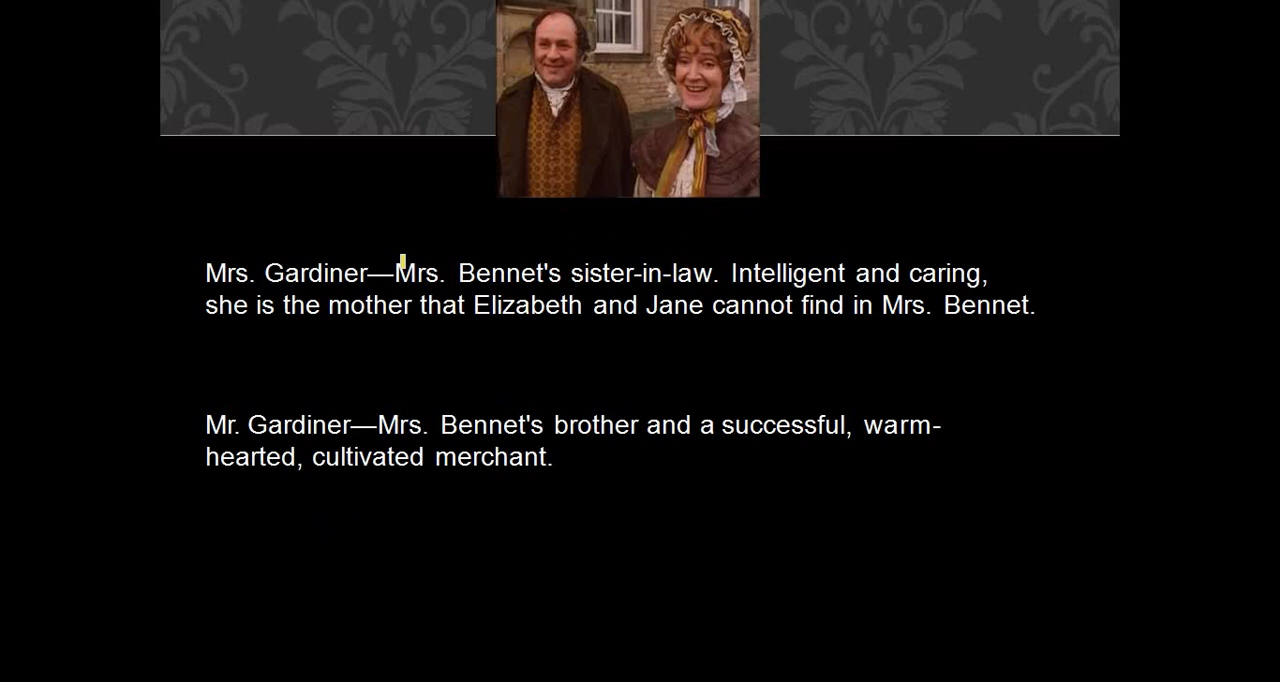 Mrs. Gardiner—Mrs. Bennet's sister-in-law. Intelligent and caring,
she is the mother that Elizabeth and Jane cannot find in Mrs. Bennet.
Mr. Gardiner—Mrs. Bennet's brother and a successful, warm-
hearted, cultivated merchant.